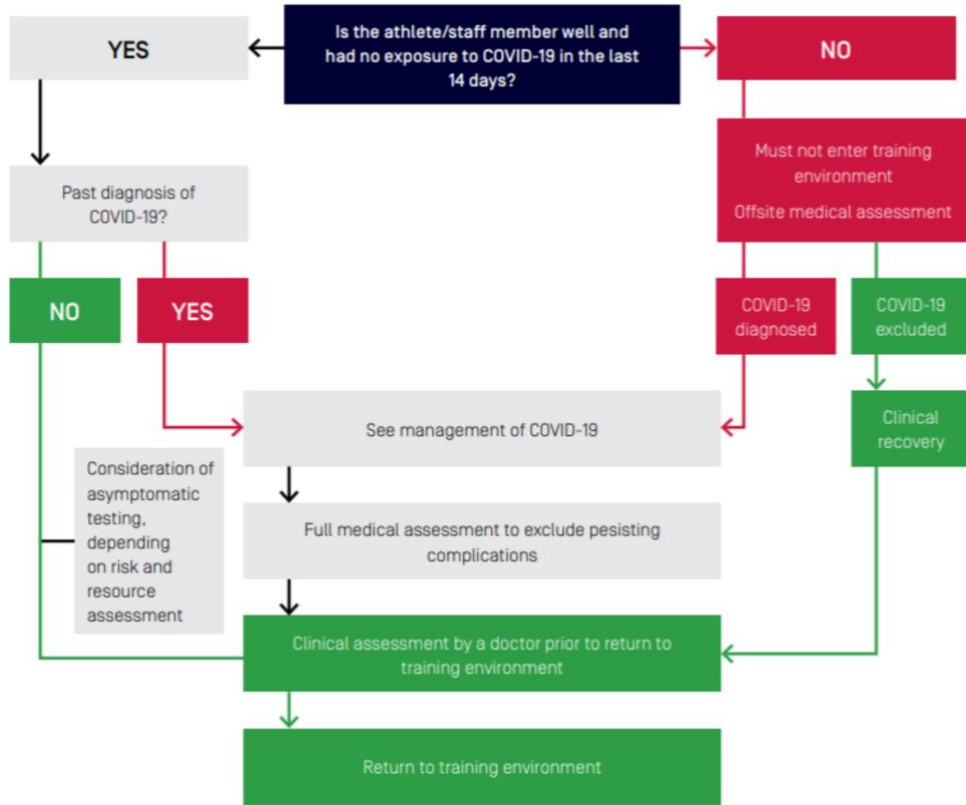 Is the athlete/staff member well and
had no exposure to COVID-19 in the last
14 days?
YES
NO
Must not enter training
environment
Offsite medical assessment
Past diagnosis of
COVID-19?
NO
YES
COVID-19
diagnosed
COVID-19
excluded
See management of COVID-19
Clinical
recovery
Consideration of
asymptomatic
testing,
depending
on risk and
resource
assessment
Full medical assessment to exclude pesisting
complications
Clinical assessment by a doctor prior to return to
training environment
Return to training environment